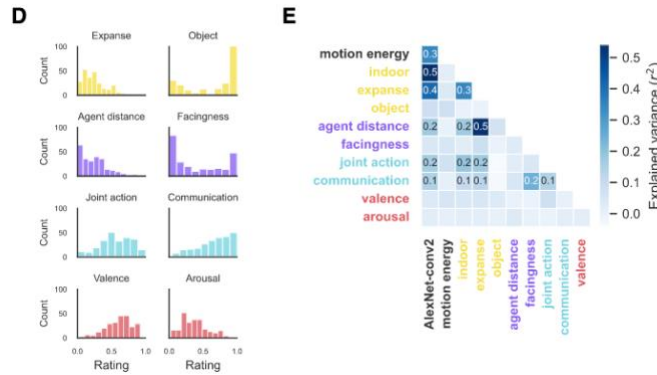 D
Expanse
Object
100
50
0
Count
Agent distance
Facingness
100
50
0
Count
Joint action
Communication
100
50
0
Count
Valence
Arousal
100
50
0
Count
0.0 0.5 1.0
0.0 0.5 1.0
Rating
Rating
E
motion energy 0.3
indoor 0.5
expanse 0.4 0.3
object
agent distance 0.2 0.2 0.5
facingness
joint action 0.2 0.2 0.2
communication 0.1 0.1 0.1 0.2 0.1
valence
arousal
AlexNet-conv2
motion energy
indoor
expanse
object
agent distance
facingness
joint action
communication
valence
0.5
0.4
0.3
0.2
0.1
0.0
Explained variance (r²)